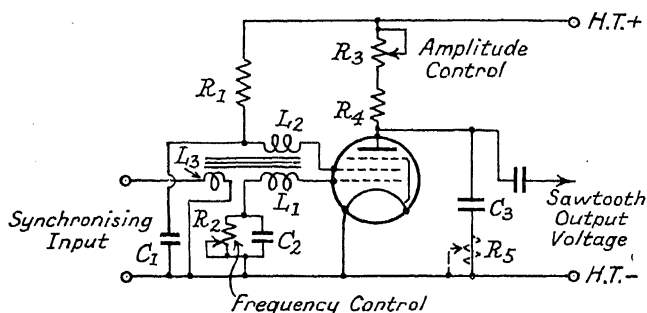 H.T.+
R3
Amplitude
Control
R1
R4
L2
L3
L1
Synchronising
Input
C1
R2
C2
C3
Sawtooth
Output
Voltage
R5
H.T.-
Frequency Control